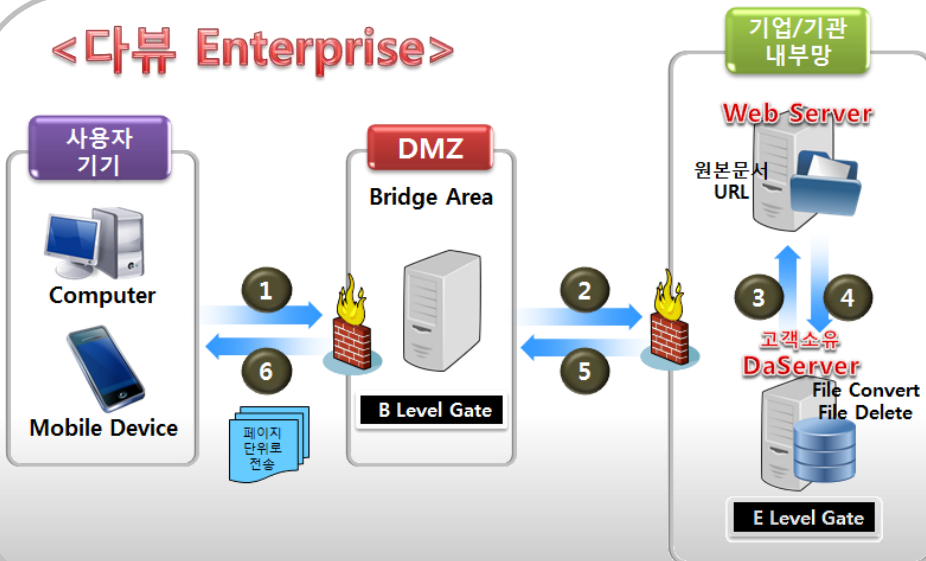 <다뷰 Enterprise>
사용자
기기
Computer
Mobile Device
1
6
페이지
단위로
전송
DMZ
Bridge Area
B Level Gate
2
5
기업/기관
내부망
Web Server
원본문서
URL
3
4
고객소유
DaServer
File Convert
File Delete
E Level Gate